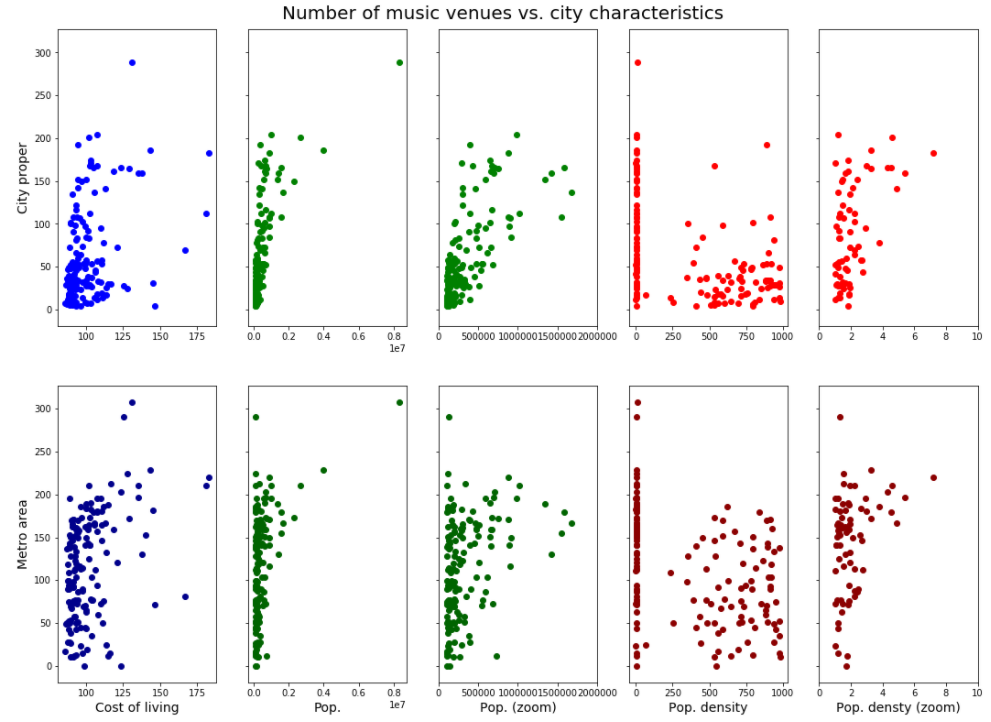 Number of music venues vs. city characteristics
City proper
300
250
200
150
100
50
0
100 125 150 175
0.0 0.2 0.4 0.6 0.8
1e7
0 500000 1000000 1500000 2000000
0 250 500 750 1000
0 2 4 6 8 10
Metro area
300
250
200
150
100
50
0
100 125 150 175
0.0 0.2 0.4 0.6 0.8
1e7
0 500000 1000000 1500000 2000000
0 250 500 750 1000
0 2 4 6 8 10
Cost of living
Pop.
Pop. (zoom)
Pop. density
Pop. densty (zoom)